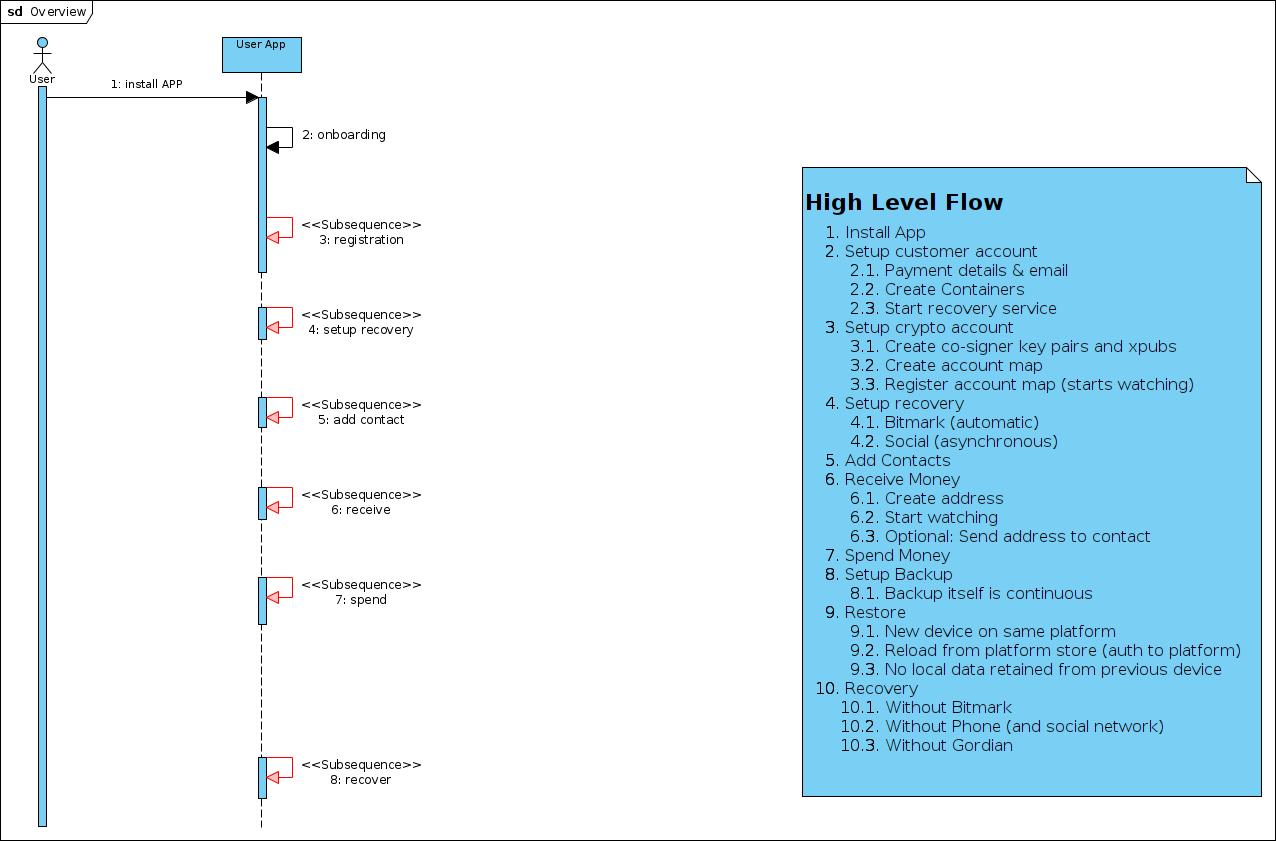 sd Overview
User
User App
1: install APP
2: onboarding
<<Subsequence>>
3: registration
<<Subsequence>>
4: setup recovery
<<Subsequence>>
5: add contact
<<Subsequence>>
6: receive
<<Subsequence>>
7: spend
<<Subsequence>>
8: recover
High Level Flow
1. Install App
2. Setup customer account
2.1. Payment details & email
2.2. Create Containers
2.3. Start recovery service
3. Setup crypto account
3.1. Create co-signer key pairs and xpubs
3.2. Create account map
3.3. Register account map (starts watching)
4. Setup recovery
4.1. Bitmark (automatic)
4.2. Social (asynchronous)
5. Add Contacts
6. Receive Money
6.1. Create address
6.2. Start watching
6.3. Optional: Send address to contact
7. Spend Money
8. Setup Backup
8.1. Backup itself is continuous
9. Restore
9.1. New device on same platform
9.2. Reload from platform store (auth to platform)
9.3. No local data retained from previous device
10. Recovery
10.1. Without Bitmark
10.2. Without Phone (and social network)
10.3. Without Gordian